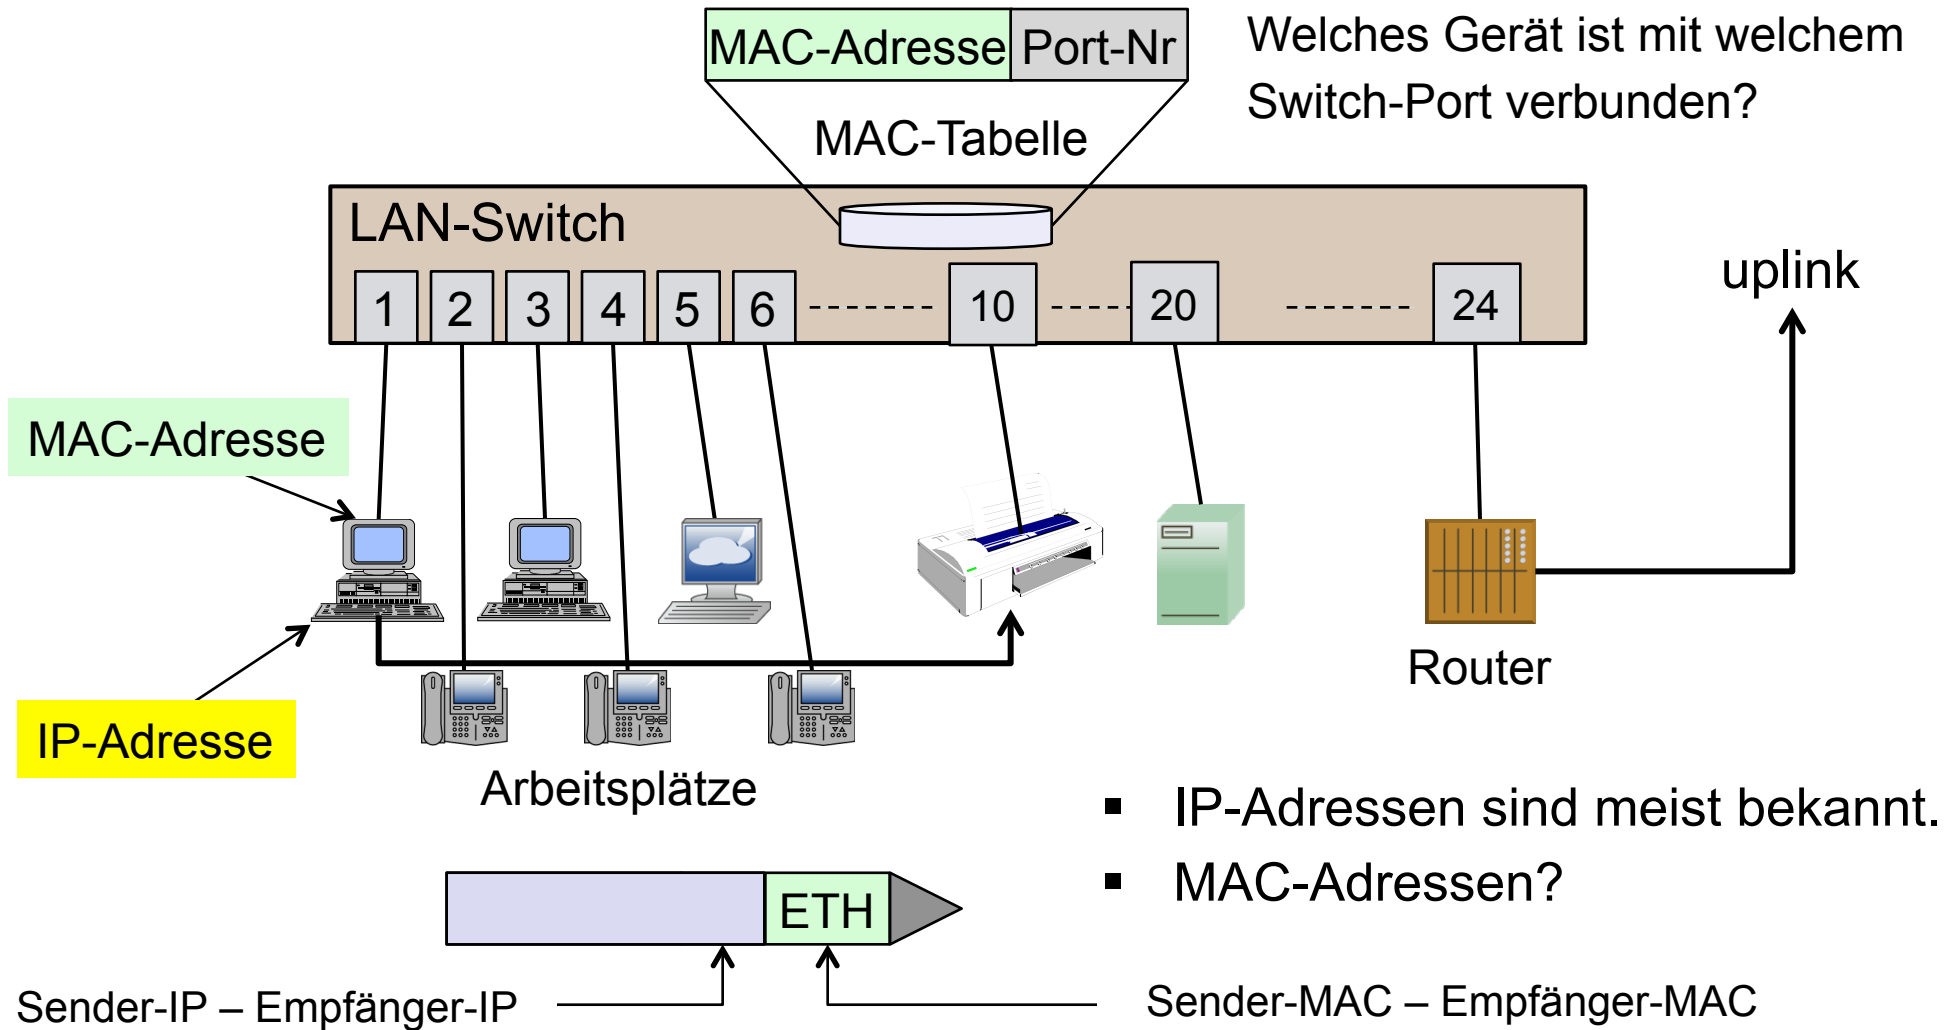 MAC-Adresse Port-Nr
Welches Gerät ist mit welchem
Switch-Port verbunden?
MAC-Tabelle
LAN-Switch
1 2 3 4 5 6 10 20 24
uplink
MAC-Adresse
IP-Adresse
Router
Arbeitsplätze
▪ IP-Adressen sind meist bekannt.
▪ MAC-Adressen?
ETH
Sender-IP – Empfänger-IP
Sender-MAC – Empfänger-MAC